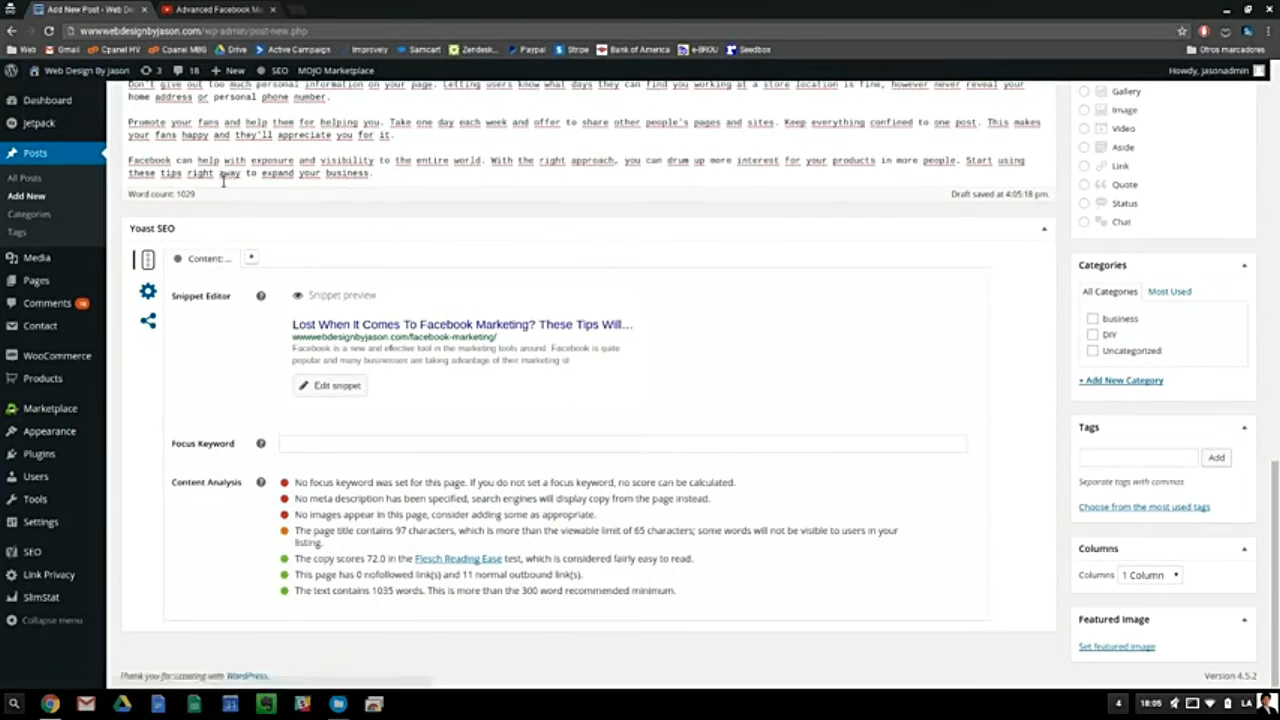 Add New Post ‹ Web De
Advanced Facebook Ma
wwwwebdesignbyjason.com/wp-admin/post-new.php
Web
Gmail
Cpanel HV
Cpanel MBG
Drive
Active Campaign
Improvely
Samcart
Zendesk...
Paypal
Stripe
Bank of America
e-BROU
Seedbox
Otros marcadores
Web Design By jason
3
18
+ New
SEO
MOJO Marketplace
Howdy, jasonadmin
Dashboard
Jetpack
Posts
All Posts
Add New
Categories
Tags
Media
Pages
Comments
Contact
WooCommerce
Products
Marketplace
Appearance
Plugins
Users
Tools
Settings
SEO
Link Privacy
SlimStat
Collapse menu
Don't give out too much personal information on your page. Letting users know what days they can find you working at a store location is fine, however never reveal your
home address or personal phone number.
Promote your fans and help them for helping you. Take one day each week and offer to share other people's pages and sites. Keep everything confined to one post. This makes
your fans happy and they'll appreciate you for it.
Facebook can help with exposure and visibility to the entire world. With the right approach, you can drum up more interest for your products in more people. Start using
these tips right away to expand your business.
Word count: 1029
Draft saved at 4:05:18 pm.
Yoast SEO
Content: ...
+
Snippet Editor
Snippet preview
Lost When It Comes To Facebook Marketing? These Tips Will...
wwwwebdesignbyjason.com/facebook-marketing/
Facebook is a new and effective tool in the marketing tools around. Facebook is quite
popular and many businesses are taking advantage of their marketing st
Edit snippet
Focus Keyword
Content Analysis
No focus keyword was set for this page. If you do not set a focus keyword, no score can be calculated.
No meta description has been specified, search engines will display copy from the page instead.
No images appear in this page, consider adding some as appropriate.
The page title contains 97 characters, which is more than the viewable limit of 65 characters; some words will not be visible to users in your
listing.
The copy scores 72.0 in the Flesch Reading Ease test, which is considered fairly easy to read.
This page has 0 nofollowed link(s) and 11 normal outbound link(s).
The text contains 1035 words. This is more than the 300 word recommended minimum.
Gallery
Image
Video
Aside
Link
Quote
Status
Chat
Categories
All Categories
Most Used
business
DIY
Uncategorized
+ Add New Category
Tags
Add
Separate tags with commas
Choose from the most used tags
Columns
Columns
1 Column
Featured Image
Set featured image
Thank you for creating with WordPress.
Version 4.5.2
4
18:05
LA